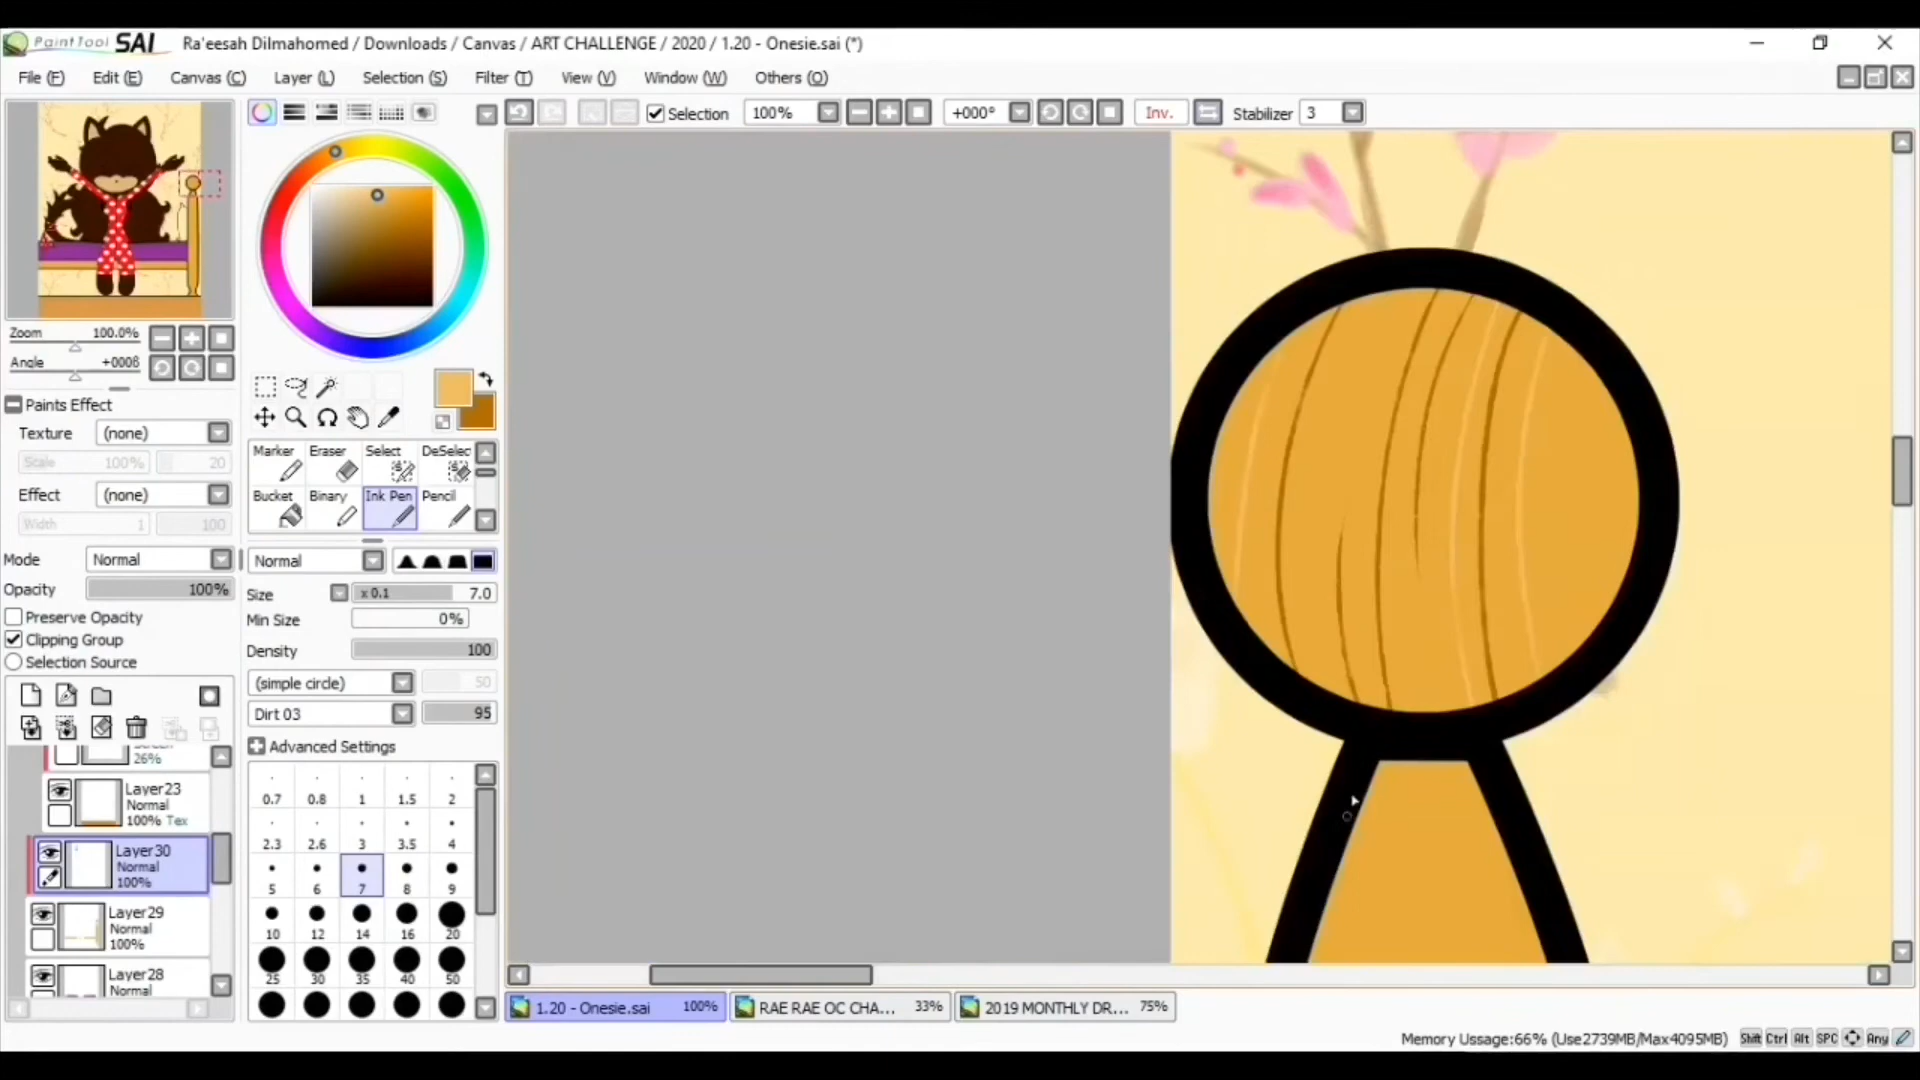 PaintTool SAI Ra'eesah Dilmahomed / Downloads / Canvas / ART CHALLENGE / 2020 / 1.20 - Onesie.sai (*)
File (F) Edit (E) Canvas (C) Layer (L) Selection (S) Filter (T) View (V) Window (W) Others (O)
Selection 100% +000° Inv. Stabilizer 3
Zoom 100.0%
Angle +000ß
Paints Effect
Texture (none)
Scale 100% 20
Effect (none)
Width 1 100
Mode Normal
Opacity 100%
Preserve Opacity
Clipping Group
Selection Source
26%
Layer23
Normal
100% Tex
Layer30
Normal
100%
Layer29
Normal
100%
Layer28
Normal
Marker Eraser Select DeSelec
Bucket Binary Ink Pen Pencil
Normal
Size x 0.1 7.0
Min Size 0%
Density 100
(simple circle) 50
Dirt 03 95
Advanced Settings
0.7 0.8 1 1.5 2
2.3 2.6 3 3.5 4
5 6 7 8 9
10 12 14 16 20
25 30 35 40 50
1.20 - Onesie.sai 100% RAE RAE OC CHA... 33% 2019 MONTHLY DR... 75%
Memory Ussage:66% (Use2739MB/Max4095MB) Shift Ctrl Alt SPC Any